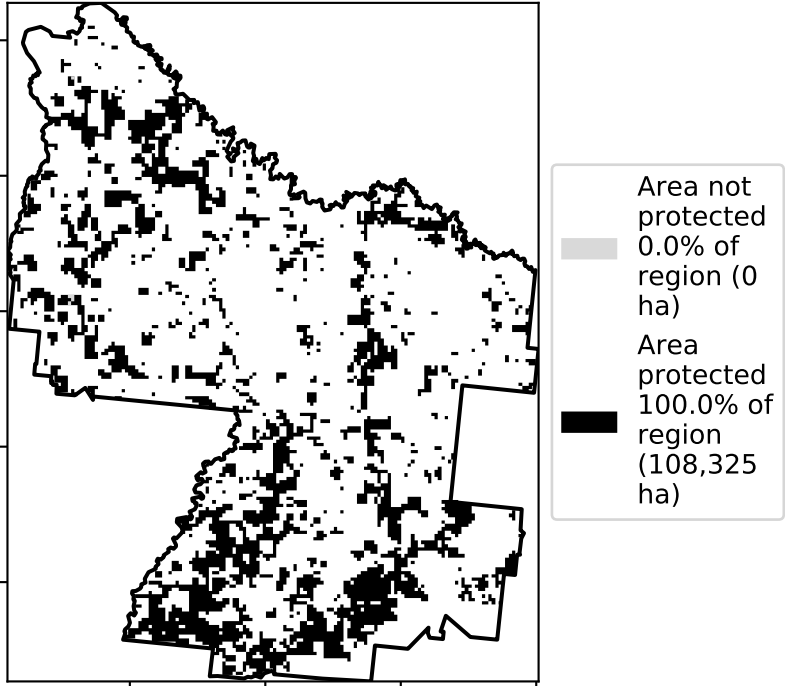 Area not
protected
0.0% of
region (0
ha)
Area
protected
100.0% of
region
(108,325
ha)